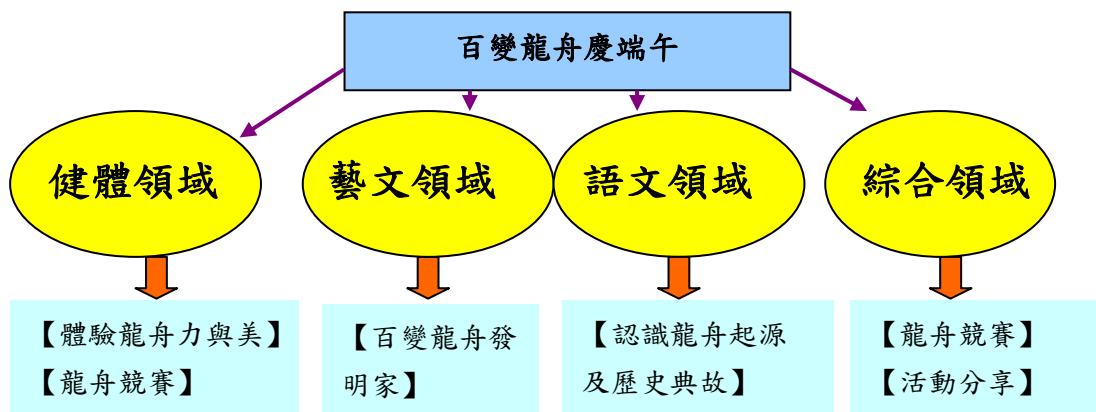 百變龍舟慶端午
健體領域
藝文領域
語文領域
綜合領域
【體驗龍舟力與美】
【龍舟競賽】
【百變龍舟發
明家】
【認識龍舟起源
及歷史典故】
【龍舟競賽】
【活動分享】